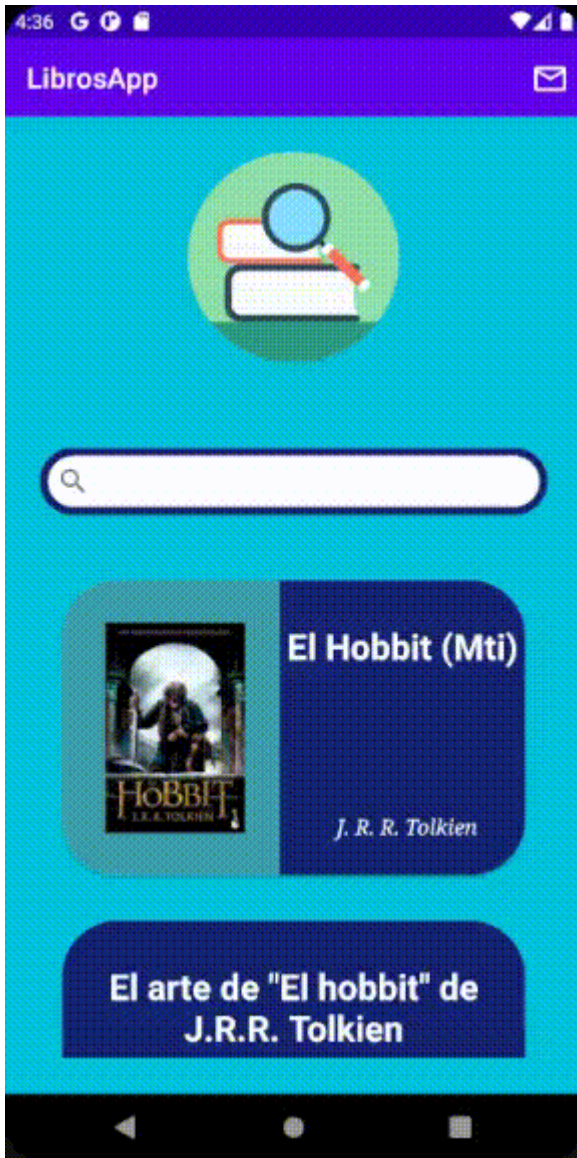 4:36
LibrosApp
El Hobbit (Mti)
HOBBIT
J. R. R. TOLKIEN
J. R. R. Tolkien
El arte de "El hobbit" de
J.R.R. Tolkien